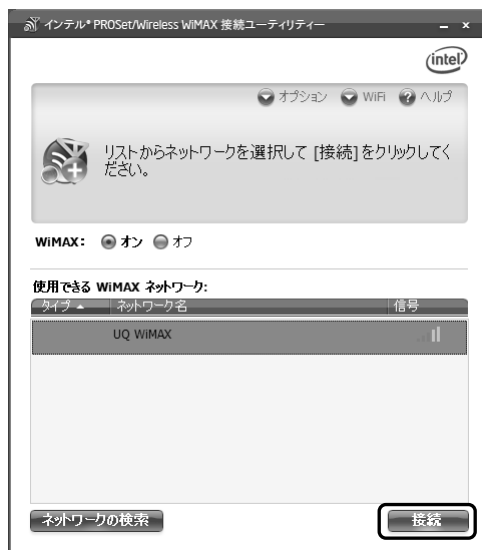 インテル* PROSet/Wireless WiMAX 接続ユーティリティー
intel
オプション WiFi ヘルプ
リストからネットワークを選択して [接続] をクリックしてく
ださい。
WiMAX: オン オフ
使用できる WiMAX ネットワーク:
タイプ ネットワーク名 信号
UQ WiMAX
ネットワークの検索 接続